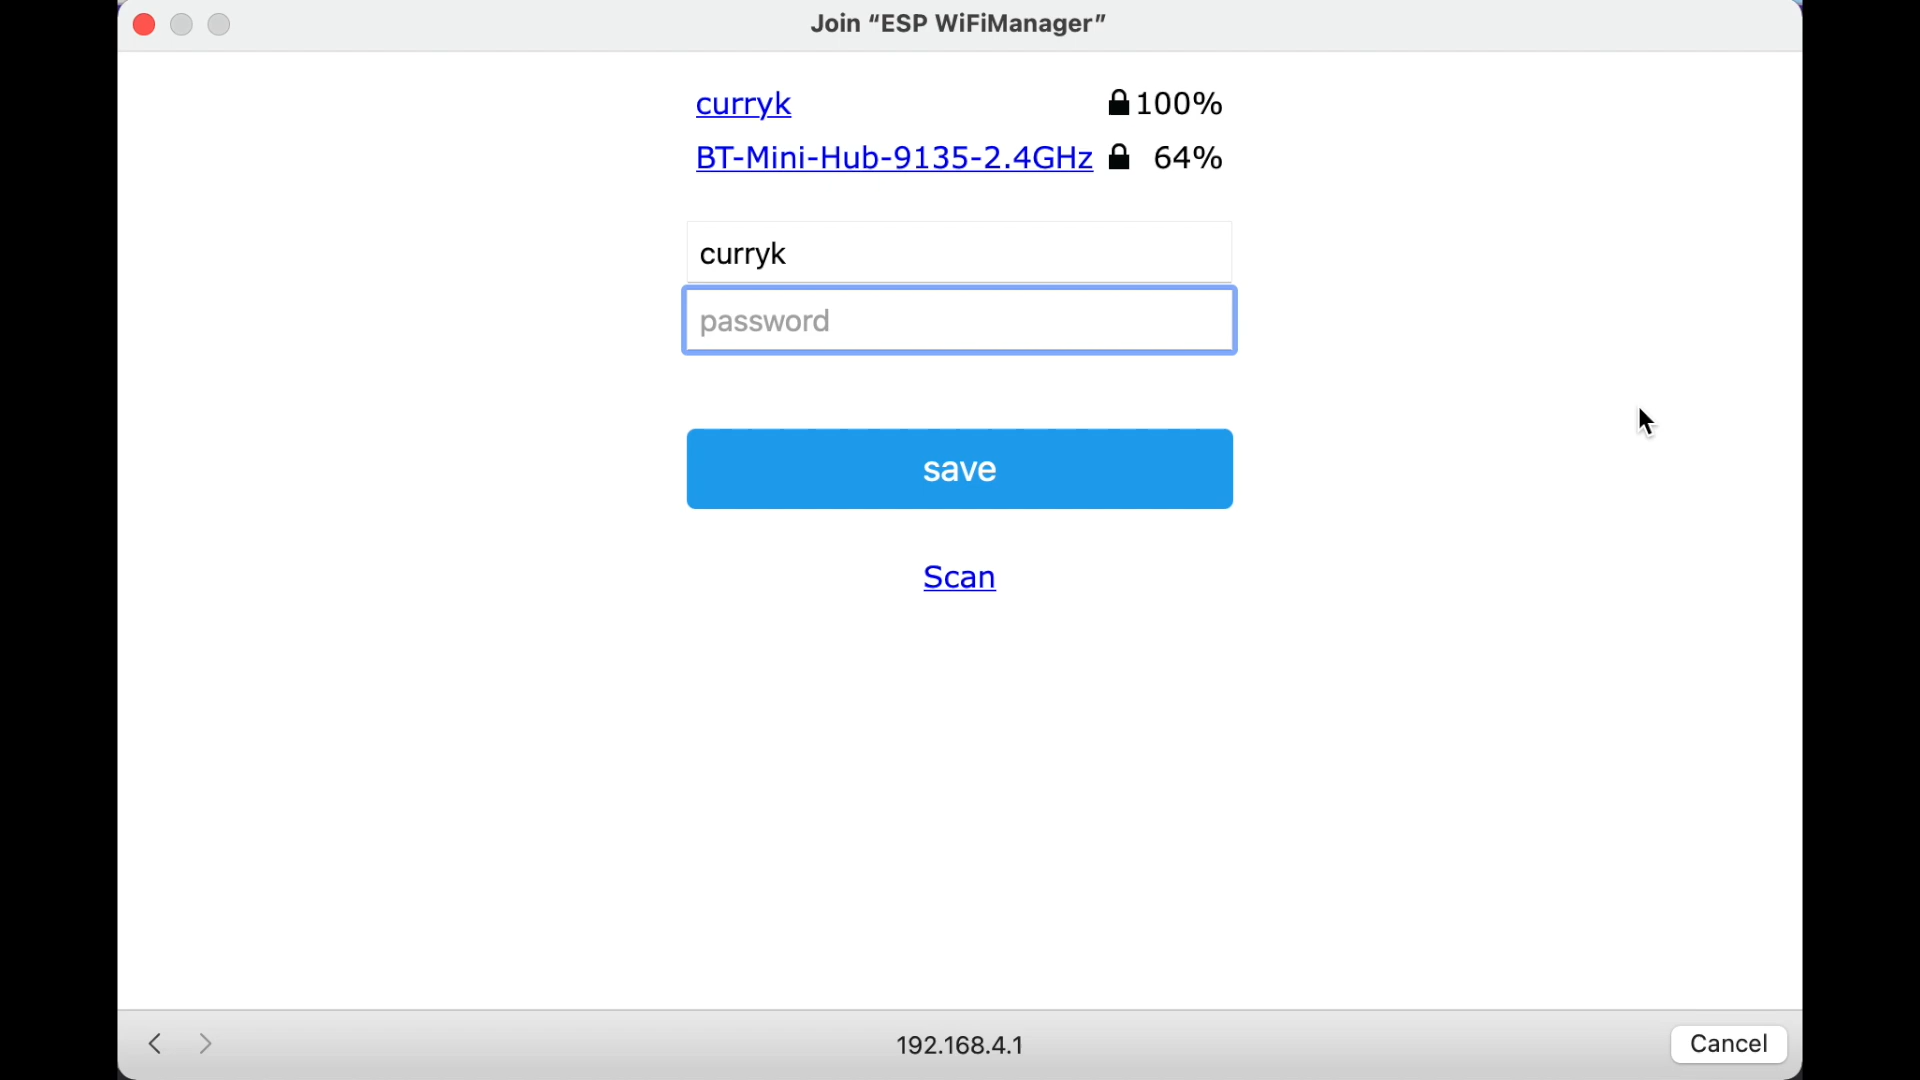 Join “ESP WiFiManager”
curryk 100%
BT-Mini-Hub-9135-2.4GHz 64%
curryk
password
save
Scan
192.168.4.1
Cancel